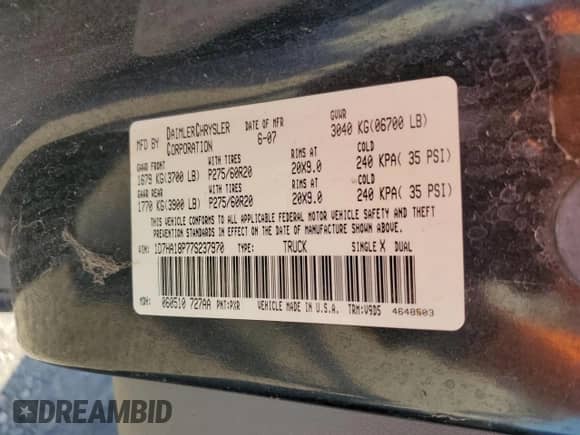 MFD BY DAIMLERCHRYSLER CORPORATION
DATE OF MFR 6-07
GVWR 3040 KG(06700 LB)
GAWR FRONT 1679 KG(3700 LB)
WITH TIRES P275/60R20
RIMS AT 20X9.0
COLD 240 KPA( 35 PSI)
GAWR REAR 1770 KG(3900 LB)
WITH TIRES P275/60R20
RIMS AT 20X9.0
COLD 240 KPA( 35 PSI)
THIS VEHICLE CONFORMS TO ALL APPLICABLE FEDERAL MOTOR VEHICLE SAFETY AND THEFT
PREVENTION STANDARDS IN EFFECT ON THE DATE OF MANUFACTURE SHOWN ABOVE.
VIN: 1D7HA18P77S237970 TYPE: TRUCK SINGLE X DUAL
MDH: 060510 727AA PNT:PXR VEHICLE MADE IN U.S.A. TRM:V9D5 4648503
DREAMBID